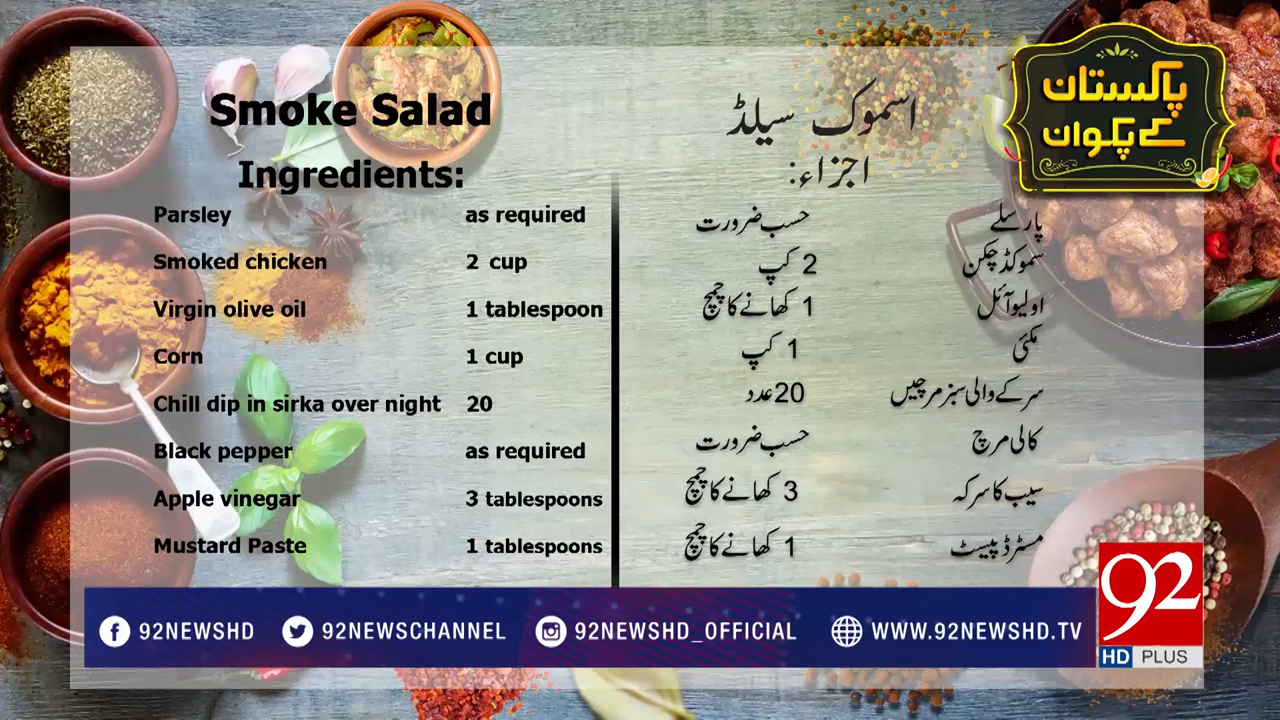 Smoke Salad
Ingredients:
Parsley as required
Smoked chicken 2 cup
Virgin olive oil 1 tablespoon
Corn 1 cup
Chill dip in sirka over night 20
Black pepper as required
Apple vinegar 3 tablespoons
Mustard Paste 1 tablespoons
اسموک سیلڈ
اجزاء:
پارسلے حسب ضرورت
سموکڈ چکن 2 کپ
اولیو آئل 1 کھانے کا چمچ
مکئی 1 کپ
سرکے والی سبز مرچیں 20 عدد
کالی مرچ حسب ضرورت
سیب کا سرکہ 3 کھانے کا چمچ
مسٹرڈ پیسٹ 1 کھانے کا چمچ
پاکستان
کے پکوان
92NEWSHD 92NEWSCHANNEL 92NEWSHD_OFFICIAL WWW.92NEWSHD.TV
92
HD PLUS